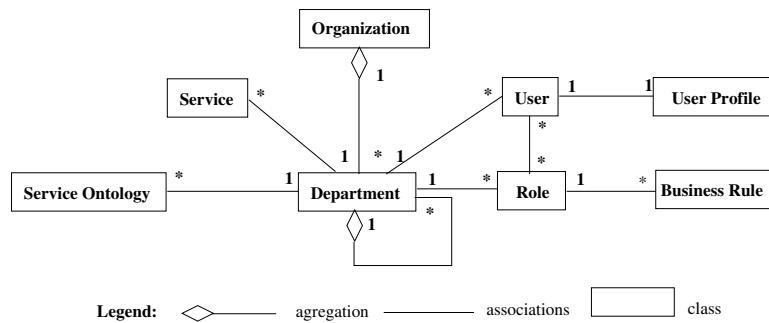 Organization
1
Service
*
*
User
1
1
User Profile
*
1
*
1
*
Service Ontology
*
1
Department
1
*
*
Role
1
*
Business Rule
1
*
Legend:
agregation
associations
class